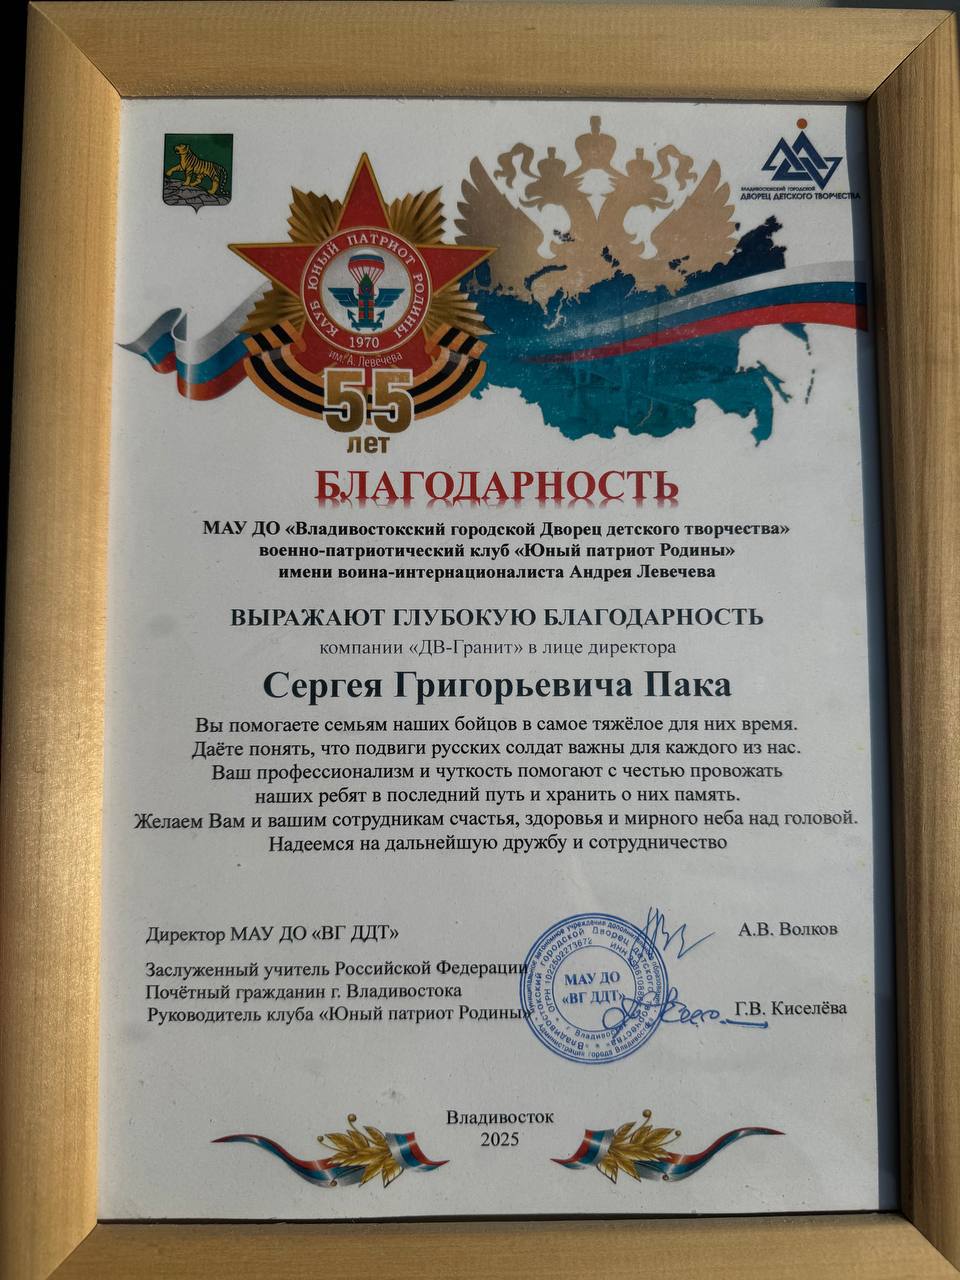 ВЛАДИВОСТОКСКИЙ ГОРОДСКОЙ
ДВОРЕЦ ДЕТСКОГО ТВОРЧЕСТВА
КЛУБ ЮНЫЙ ПАТРИОТ РОДИНЫ
1970
им. А. Левечева
55
лет
БЛАГОДАРНОСТЬ
МАУ ДО «Владивостокский городской Дворец детского творчества»
военно-патриотический клуб «Юный патриот Родины»
имени воина-интернационалиста Андрея Левечева
ВЫРАЖАЮТ ГЛУБОКУЮ БЛАГОДАРНОСТЬ
компании «ДВ-Гранит» в лице директора
Сергея Григорьевича Пака
Вы помогаете семьям наших бойцов в самое тяжёлое для них время.
Даёте понять, что подвиги русских солдат важны для каждого из нас.
Ваш профессионализм и чуткость помогают с честью провожать
наших ребят в последний путь и хранить о них память.
Желаем Вам и вашим сотрудникам счастья, здоровья и мирного неба над головой.
Надеемся на дальнейшую дружбу и сотрудничество
Директор МАУ ДО «ВГ ДДТ»
А.В. Волков
Заслуженный учитель Российской Федерации
Почётный гражданин г. Владивостока
Руководитель клуба «Юный патриот Родины»
Г.В. Киселёва
МАУ ДО
«ВГ ДДТ»
Владивосток
2025